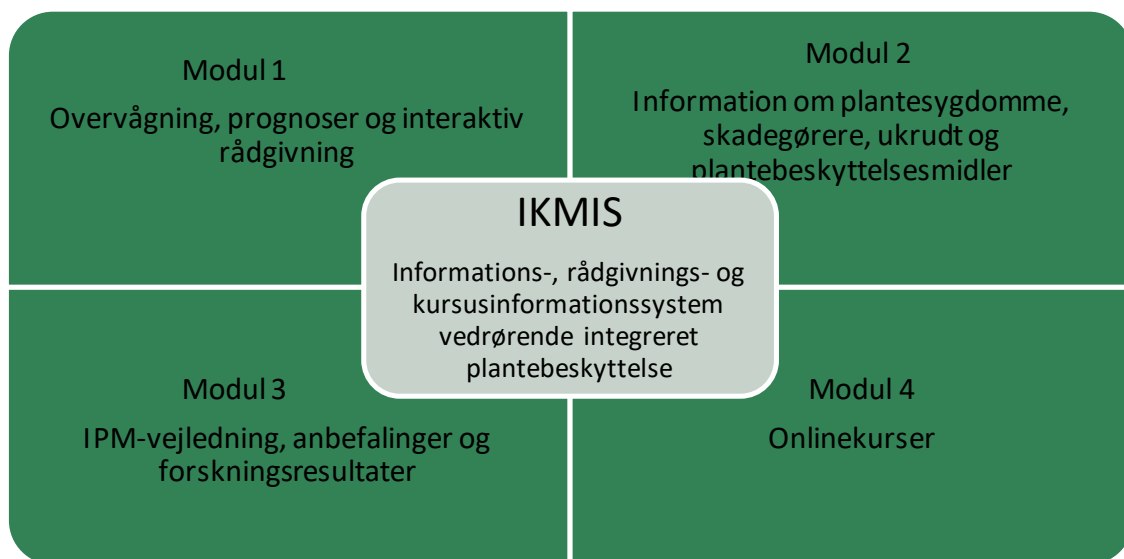 Modul 1
Overvågning, prognoser og interaktiv
rådgivning
Modul 2
Information om plantesygdomme,
skadegørere, ukrudt og
plantebeskyttelsesmidler
IKMIS
Informations-, rådgivnings- og
kursusinformationssystem
vedrørende integreret
plantebeskyttelse
Modul 3
IPM-vejledning, anbefalinger og
forskningsresultater
Modul 4
Onlinekurser